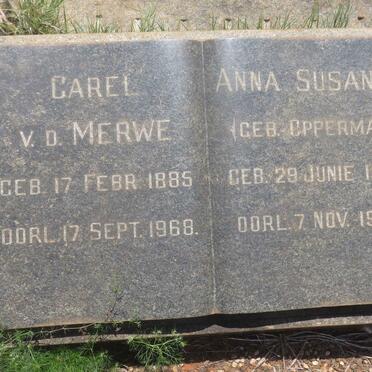 CAREL
V. D. MERWE
GEB. 17 FEBR 1885
OORL. 17 SEPT. 1968.
ANNA SUSAN
(GEB. OPPERMA
GEB. 29 JUNIE 1
OORL. 7 NOV. 19